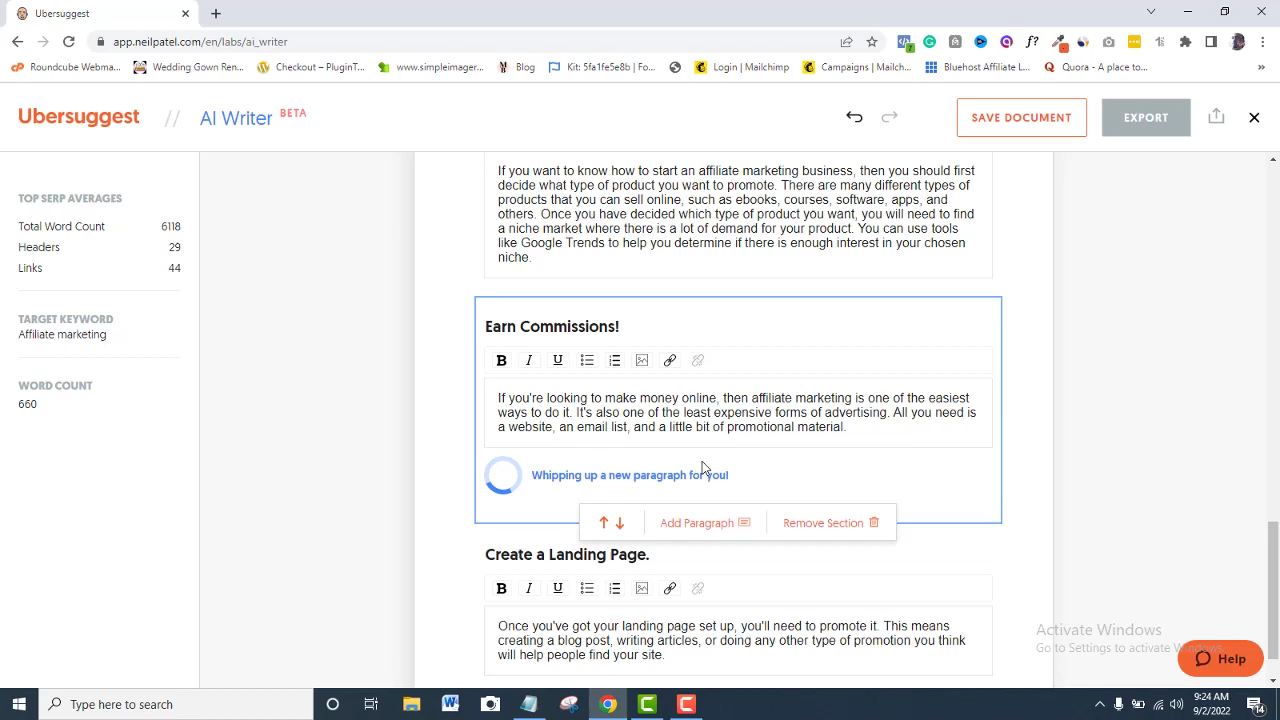 Ubersuggest
app.neilpatel.com/en/labs/ai_writer
Roundcube Webma...
Wedding Gown Ren...
Checkout – PluginT...
www.simpleimager...
Blog
Kit: 5fa1fe5e8b | Fo...
Login | Mailchimp
Campaigns | Mailch...
Bluehost Affiliate L...
Quora - A place to...
»
Ubersuggest // AI Writer BETA
SAVE DOCUMENT
EXPORT
TOP SERP AVERAGES
Total Word Count 6118
Headers 29
Links 44
TARGET KEYWORD
Affiliate marketing
WORD COUNT
660
If you want to know how to start an affiliate marketing business, then you should first
decide what type of product you want to promote. There are many different types of
products that you can sell online, such as ebooks, courses, software, apps, and
others. Once you have decided which type of product you want, you will need to find
a niche market where there is a lot of demand for your product. You can use tools
like Google Trends to help you determine if there is enough interest in your chosen
niche.
Earn Commissions!
B I U
If you're looking to make money online, then affiliate marketing is one of the easiest
ways to do it. It's also one of the least expensive forms of advertising. All you need is
a website, an email list, and a little bit of promotional material.
Whipping up a new paragraph for you!
Add Paragraph
Remove Section
Create a Landing Page.
B I U
Once you've got your landing page set up, you'll need to promote it. This means
creating a blog post, writing articles, or doing any other type of promotion you think
will help people find your site.
Activate Windows
Go to Settings to activate Windows.
Help
Type here to search
9:24 AM
9/2/2022
14